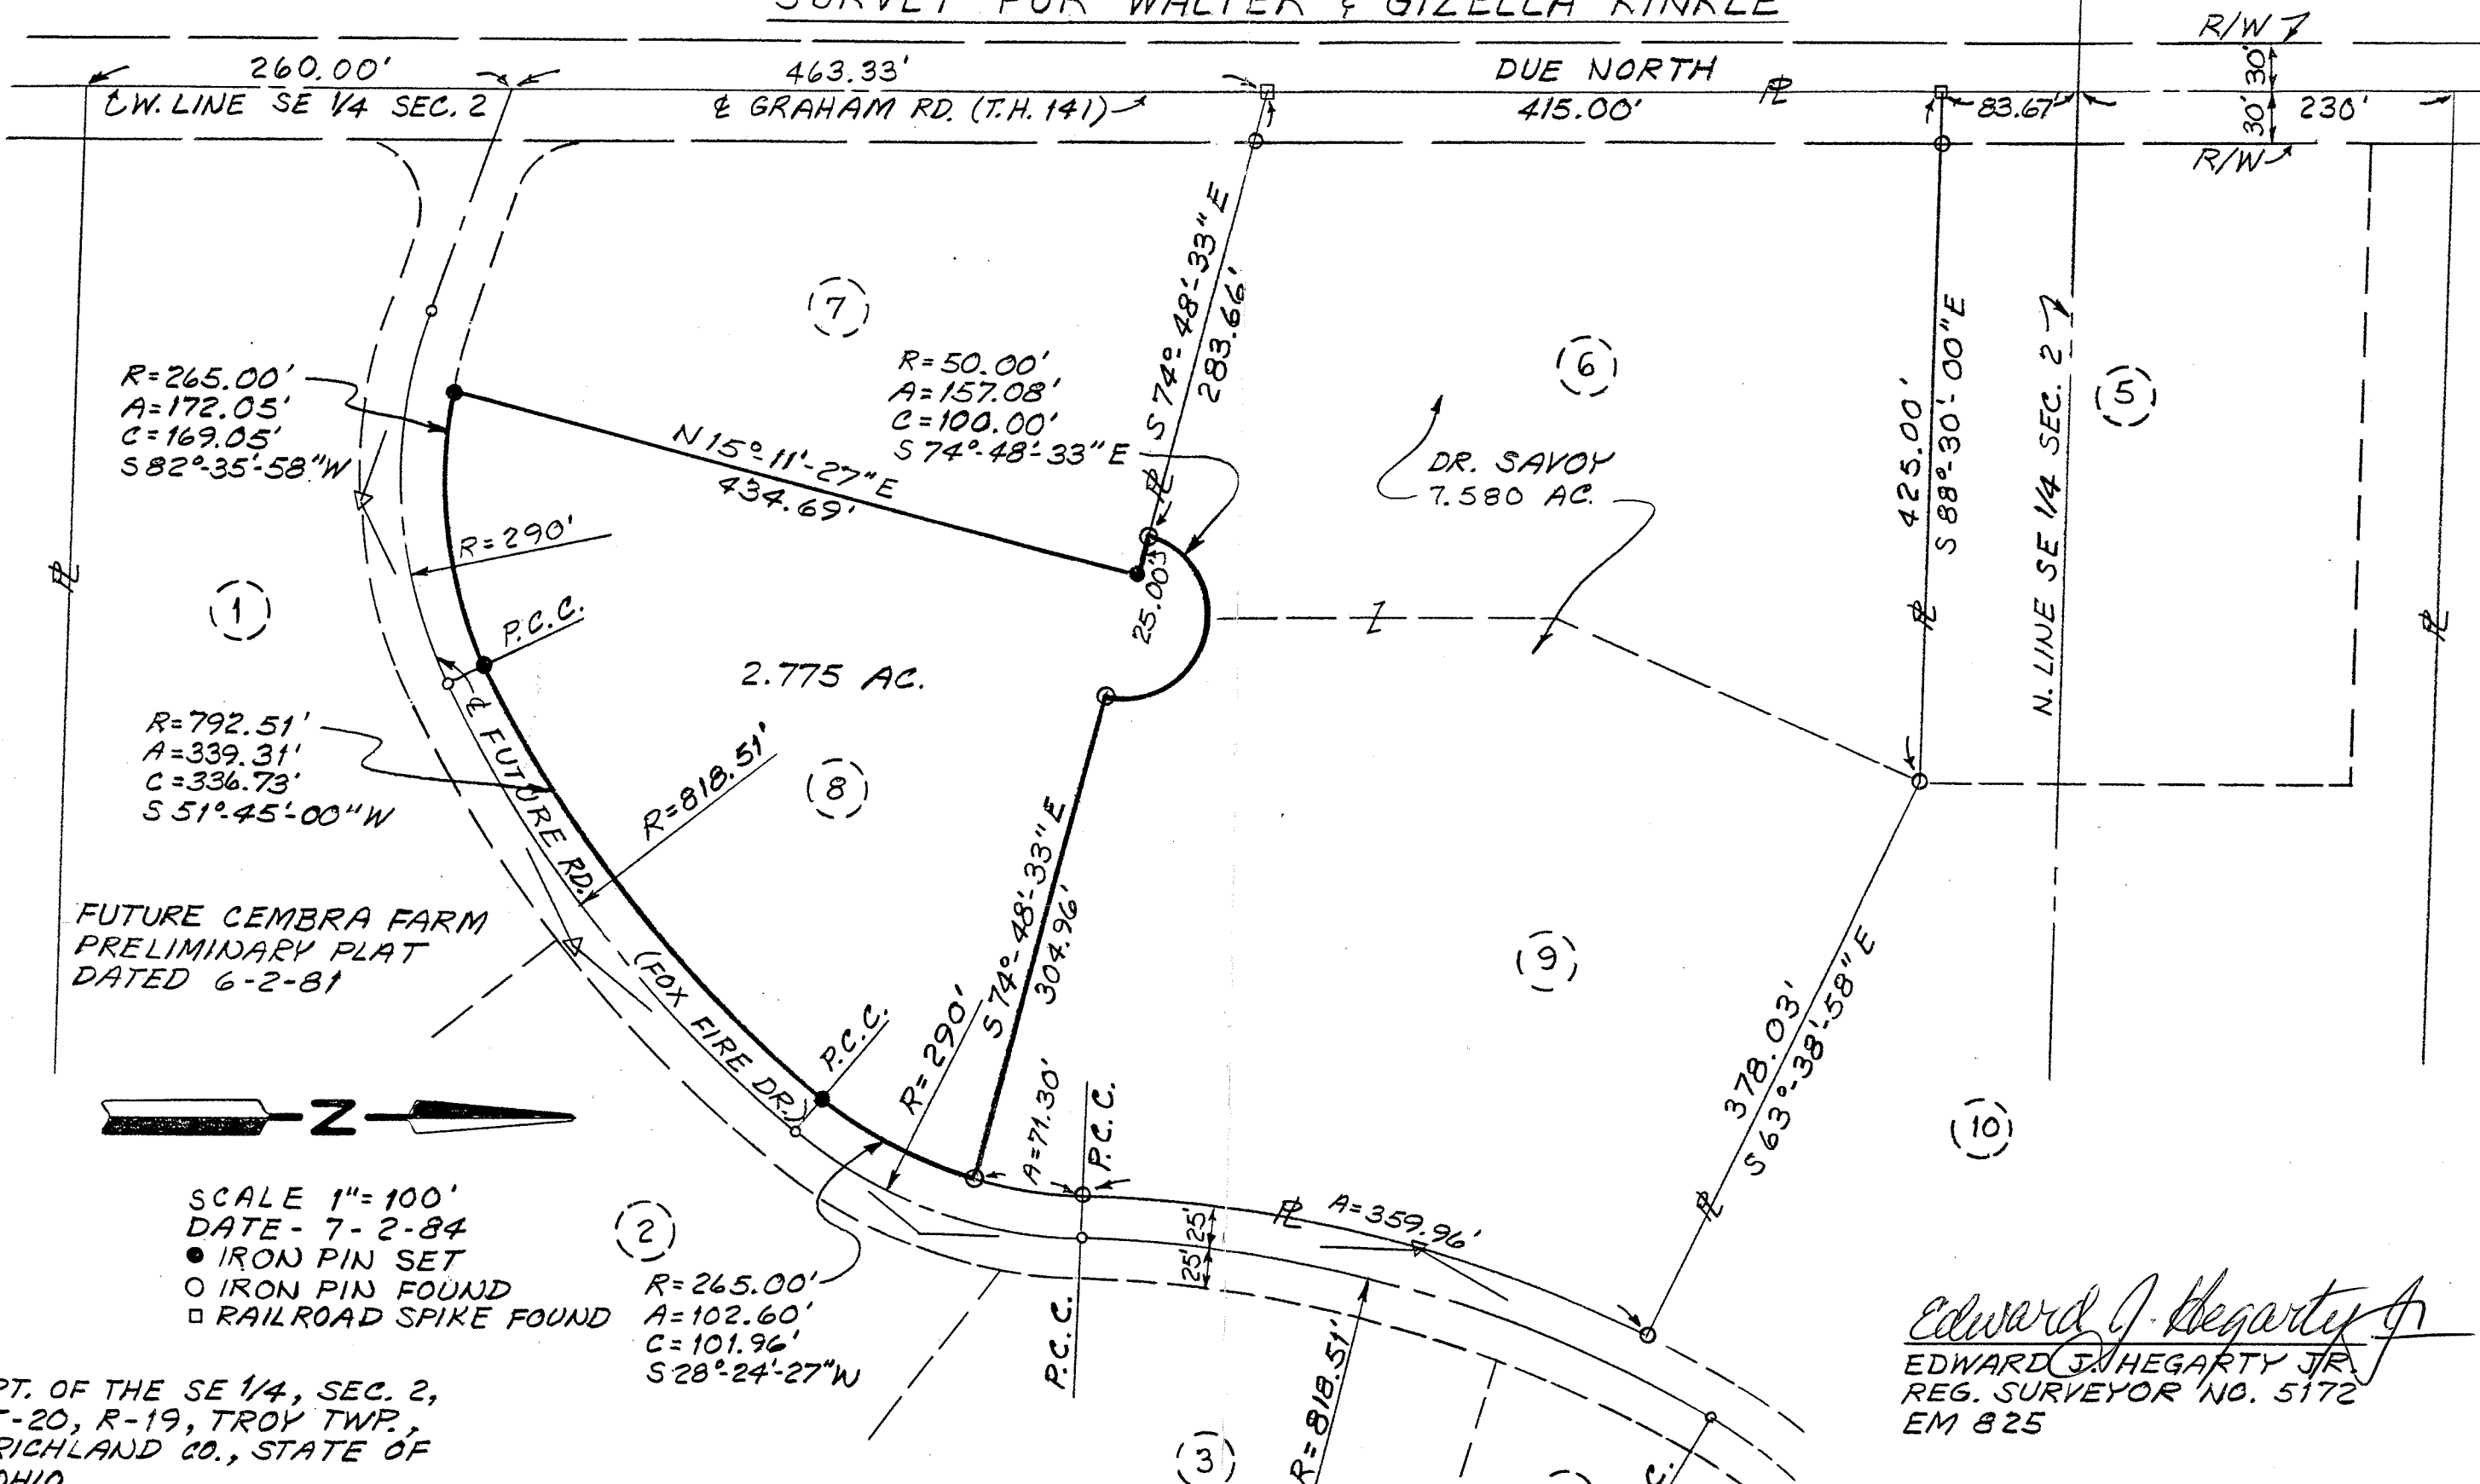 SURVEY FOR WALTER & GIZELLA KINKLE
R/W
260.00'
463.33'
DUE NORTH
30'
℄ W. LINE SE 1/4 SEC. 2
℄ GRAHAM RD. (T.H. 141)
415.00'
℄
83.67'
30'
230'
R/W
S 74°-48'-33" E
283.66'
7
6
5
R=265.00'
A=172.05'
C=169.05'
S 82°-35'-58" W
R=50.00'
A=157.08'
C=100.00'
S 74°-48'-33" E
N 15°-11'-27" E
434.69'
425.00'
S 88°-30'-00" E
N. LINE SE 1/4 SEC. 2
DR. SAVOY
7.580 AC.
R=290'
25.00'
1
P.C.C.
2.775 AC.
R=792.51'
A=339.31'
C=336.73'
S 51°-45'-00" W
℄ FUTURE RD.
(FOX FIRE DR.)
R=818.51'
8
S 74°-48'-33" E
304.96'
FUTURE CEMBRA FARM
PRELIMINARY PLAT
DATED 6-2-81
9
378.03'
S 63°-38'-58" E
P.C.C.
R=290'
A=71.30'
P.C.C.
N
10
SCALE 1"=100'
DATE - 7-2-84
● IRON PIN SET
○ IRON PIN FOUND
□ RAILROAD SPIKE FOUND
2
R=265.00'
A=102.60'
C=101.96'
S 28°-24'-27" W
25'
25'
A=359.96'
P.C.C.
R=818.51'
3
C.
Edward J. Hegarty Jr
EDWARD J. HEGARTY JR.
REG. SURVEYOR NO. 5172
EM 825
PT. OF THE SE 1/4, SEC. 2,
T-20, R-19, TROY TWP.,
RICHLAND CO., STATE OF
OHIO